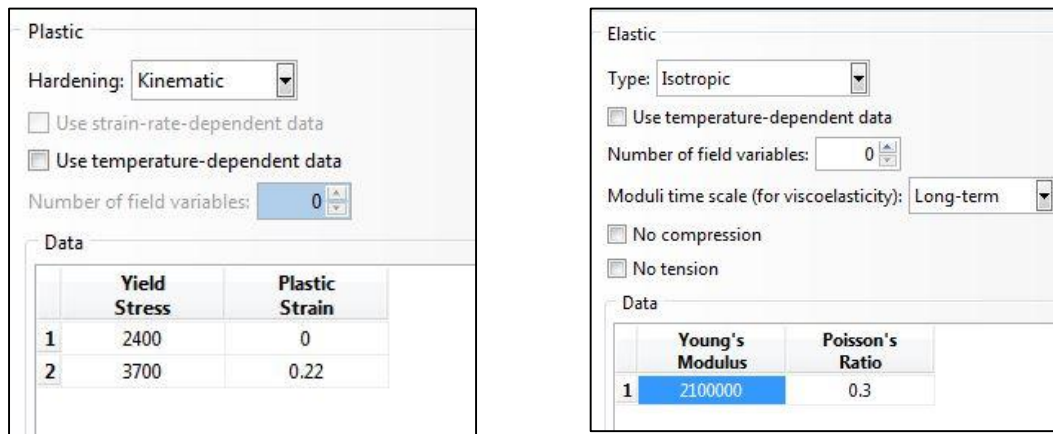 Plastic
Hardening: Kinematic
Use strain-rate-dependent data
Use temperature-dependent data
Number of field variables: 0
Data
Yield Stress Plastic Strain
1 2400 0
2 3700 0.22
Elastic
Type: Isotropic
Use temperature-dependent data
Number of field variables: 0
Moduli time scale (for viscoelasticity): Long-term
No compression
No tension
Data
Young's Modulus Poisson's Ratio
1 2100000 0.3